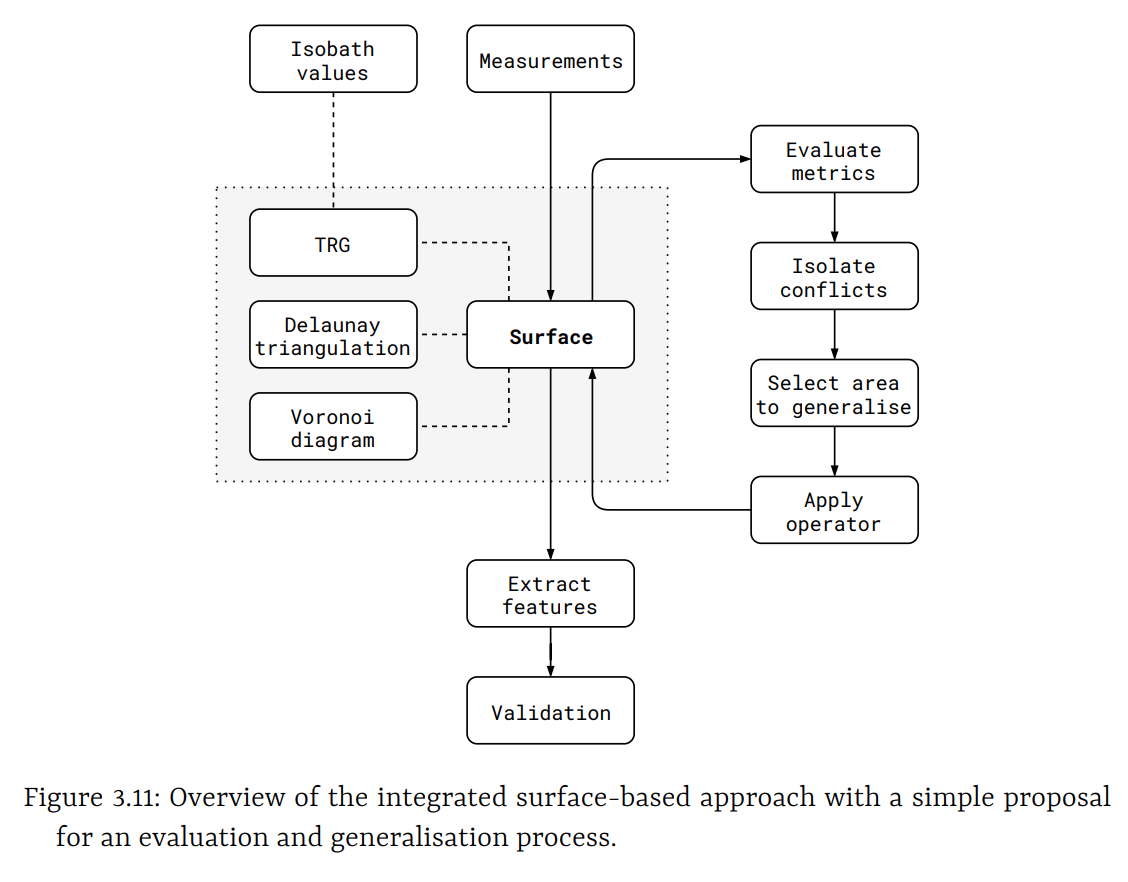 Isobath
values
Measurements
Evaluate
metrics
TRG
Isolate
conflicts
Delaunay
triangulation
Surface
Select area
to generalise
Voronoi
diagram
Apply
operator
Extract
features
Validation
Figure 3.11: Overview of the integrated surface-based approach with a simple proposal
for an evaluation and generalisation process.